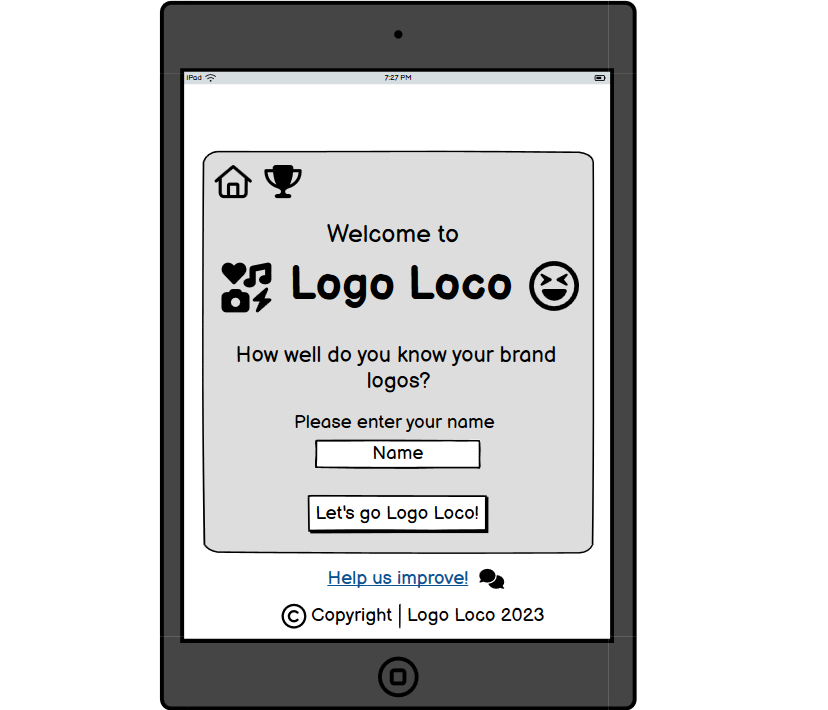 iPad 7:27 PM
Welcome to
Logo Loco
How well do you know your brand
logos?
Please enter your name
Name
Let's go Logo Loco!
Help us improve!
© Copyright | Logo Loco 2023